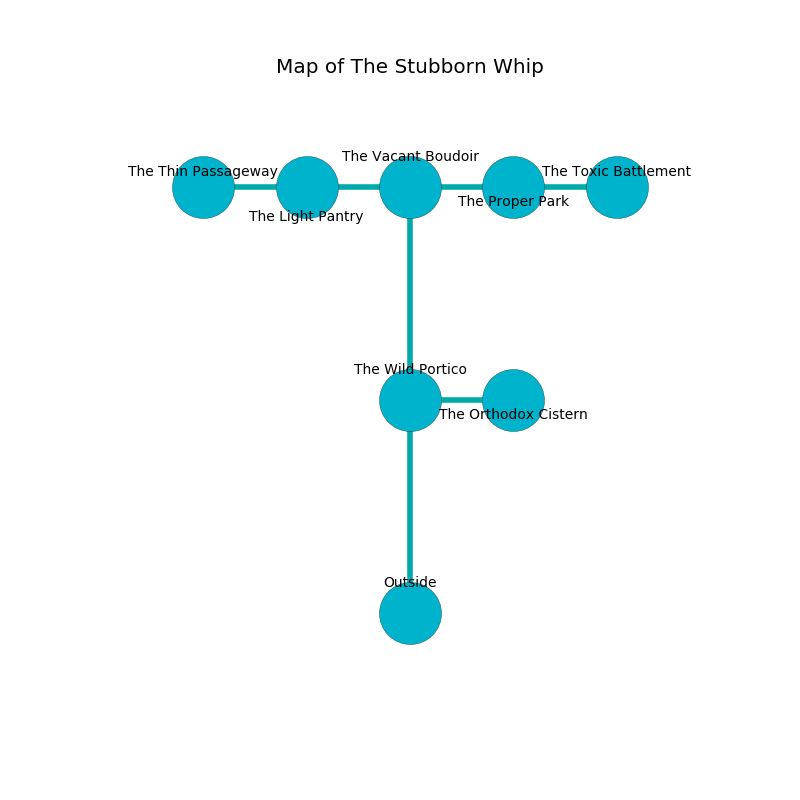 Map of The Stubborn Whip
The Vacant Boudoir
The Thin Passageway
The Toxic Battlement
The Proper Park
The Light Pantry
The Wild Portico
The Orthodox Cistern
Outside